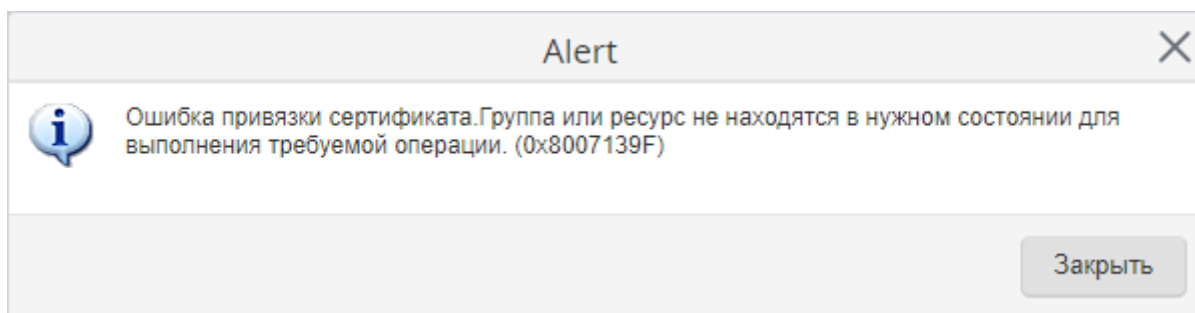 Alert
Ошибка привязки сертификата.Группа или ресурс не находятся в нужном состоянии для
выполнения требуемой операции. (0x8007139F)
Закрыть